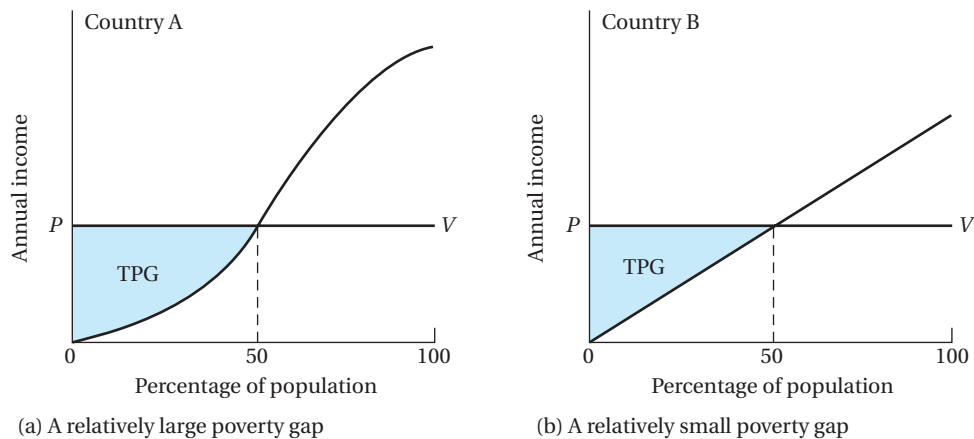 Country A
Annual income
P
V
TPG
0
50
100
Percentage of population
(a) A relatively large poverty gap
Country B
Annual income
P
V
TPG
0
50
100
Percentage of population
(b) A relatively small poverty gap